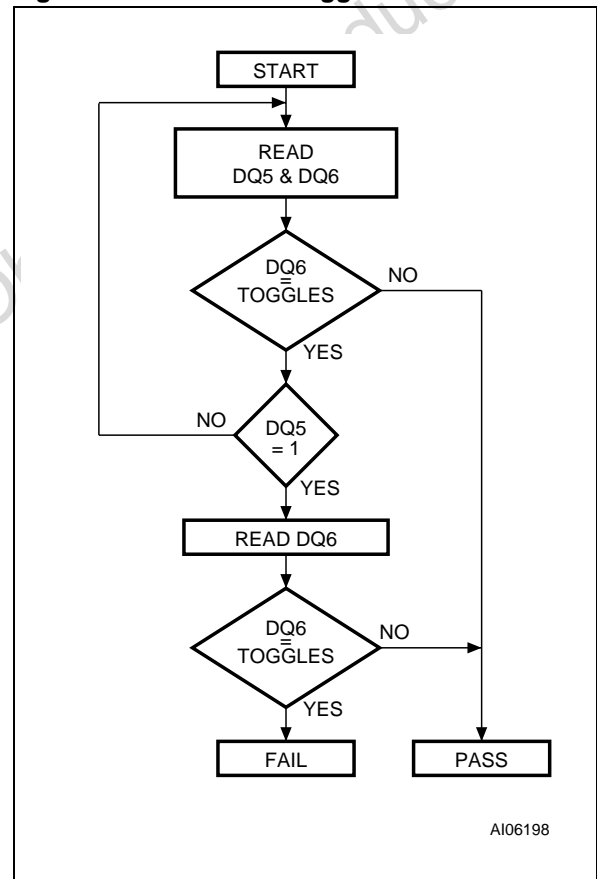 START
READ
DQ5 & DQ6
DQ6
=
TOGGLES
NO
YES
NO
DQ5
= 1
YES
READ DQ6
DQ6
=
TOGGLES
NO
YES
FAIL
PASS
AI06198